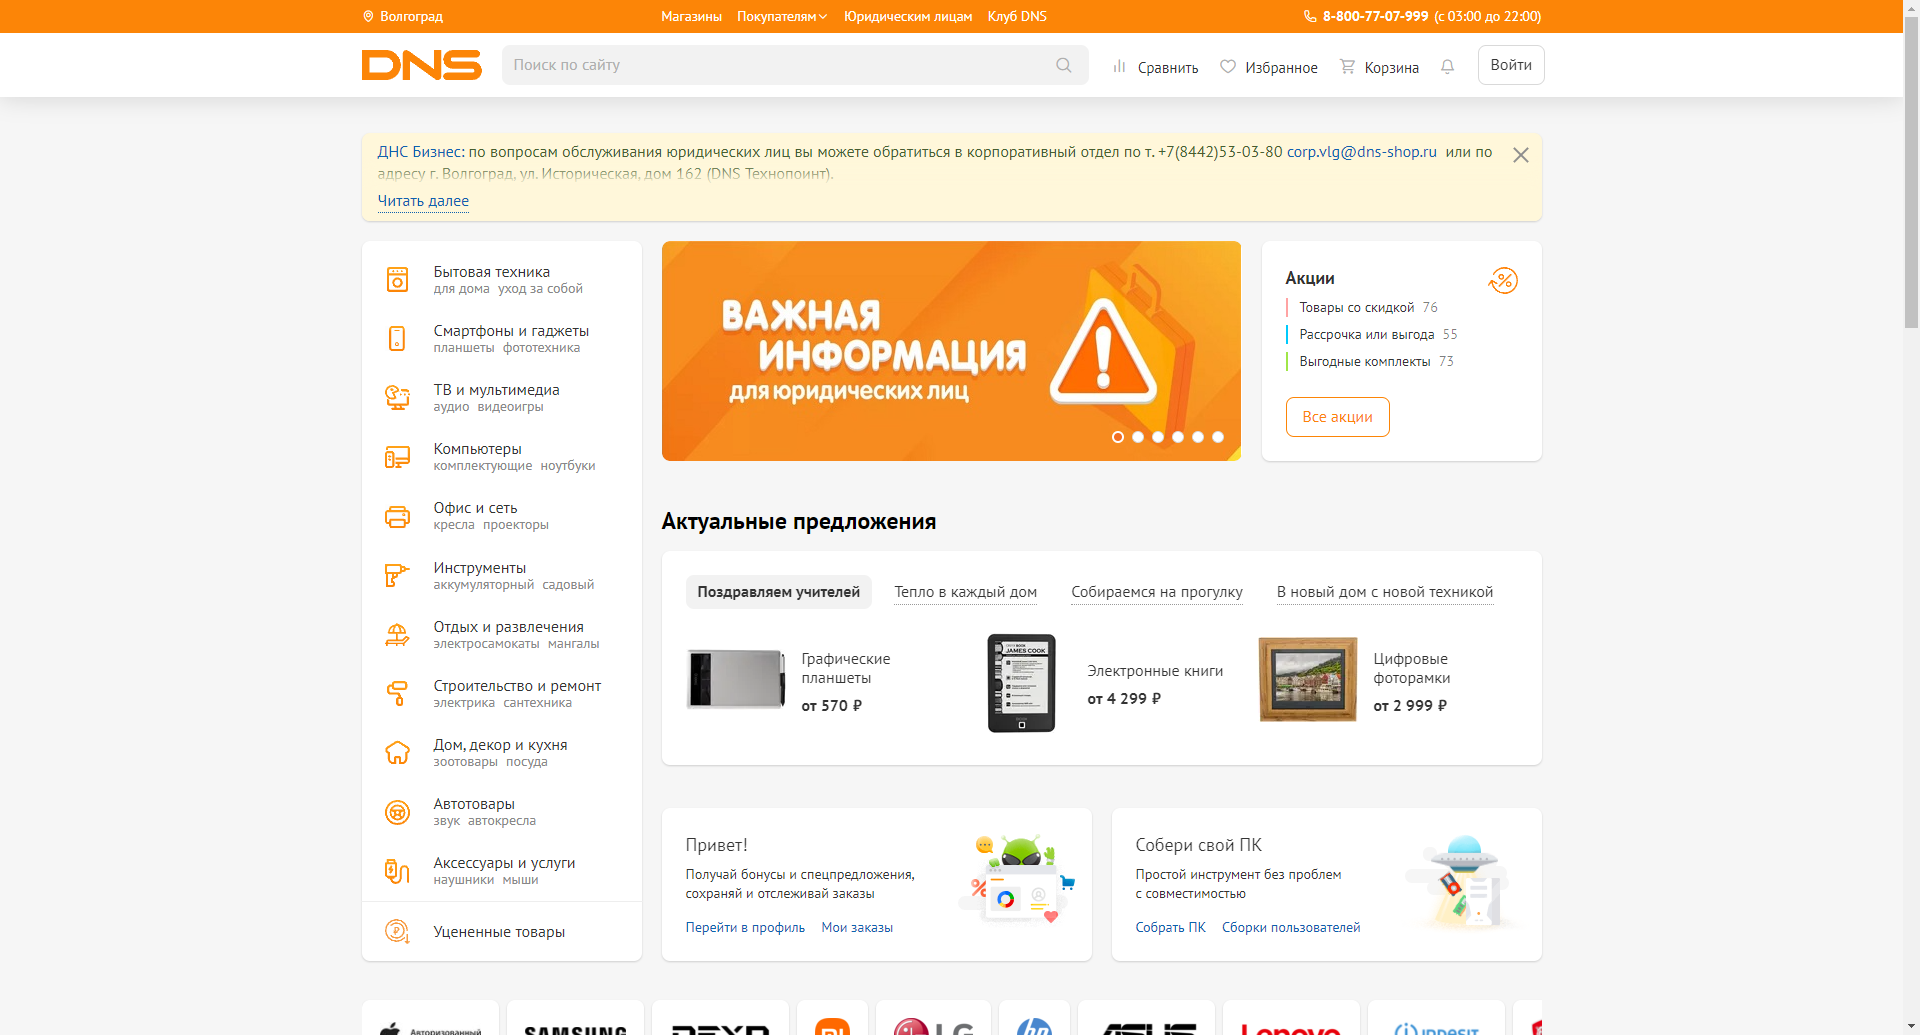 Волгоград
Магазины Покупателям Юридическим лицам Клуб DNS
8-800-77-07-999 (с 03:00 до 22:00)
DNS
Поиск по сайту
Сравнить
Избранное
Корзина
Войти
ДНС Бизнес: по вопросам обслуживания юридических лиц вы можете обратиться в корпоративный отдел по т. +7(8442)53-03-80 corp.vlg@dns-shop.ru или по
адресу г. Волгоград, ул. Историческая, дом 162 (DNS Технопоинт).
Читать далее
Бытовая техника
для дома уход за собой
Смартфоны и гаджеты
планшеты фототехника
ТВ и мультимедиа
аудио видеоигры
Компьютеры
комплектующие ноутбуки
Офис и сеть
кресла проекторы
Инструменты
аккумуляторный садовый
Отдых и развлечения
электросамокаты мангалы
Строительство и ремонт
электрика сантехника
Дом, декор и кухня
зоотовары посуда
Автотовары
звук автокресла
Аксессуары и услуги
наушники мыши
Уцененные товары
ВАЖНАЯ
ИНФОРМАЦИЯ
для юридических лиц
Акции
Товары со скидкой 76
Рассрочка или выгода 55
Выгодные комплекты 73
Все акции
Актуальные предложения
Поздравляем учителей
Тепло в каждый дом
Собираемся на прогулку
В новый дом с новой техникой
Графические
планшеты
от 570 ₽
JAMES COOK
Электронные книги
от 4 299 ₽
Цифровые
фоторамки
от 2 999 ₽
Привет!
Получай бонусы и спецпредложения,
сохраняй и отслеживай заказы
Перейти в профиль Мои заказы
Собери свой ПК
Простой инструмент без проблем
с совместимостью
Собрать ПК Сборки пользователей
Авторизованный
SAMSUNG
DEXP
LG
hp
ASUS
Lenovo
indesit